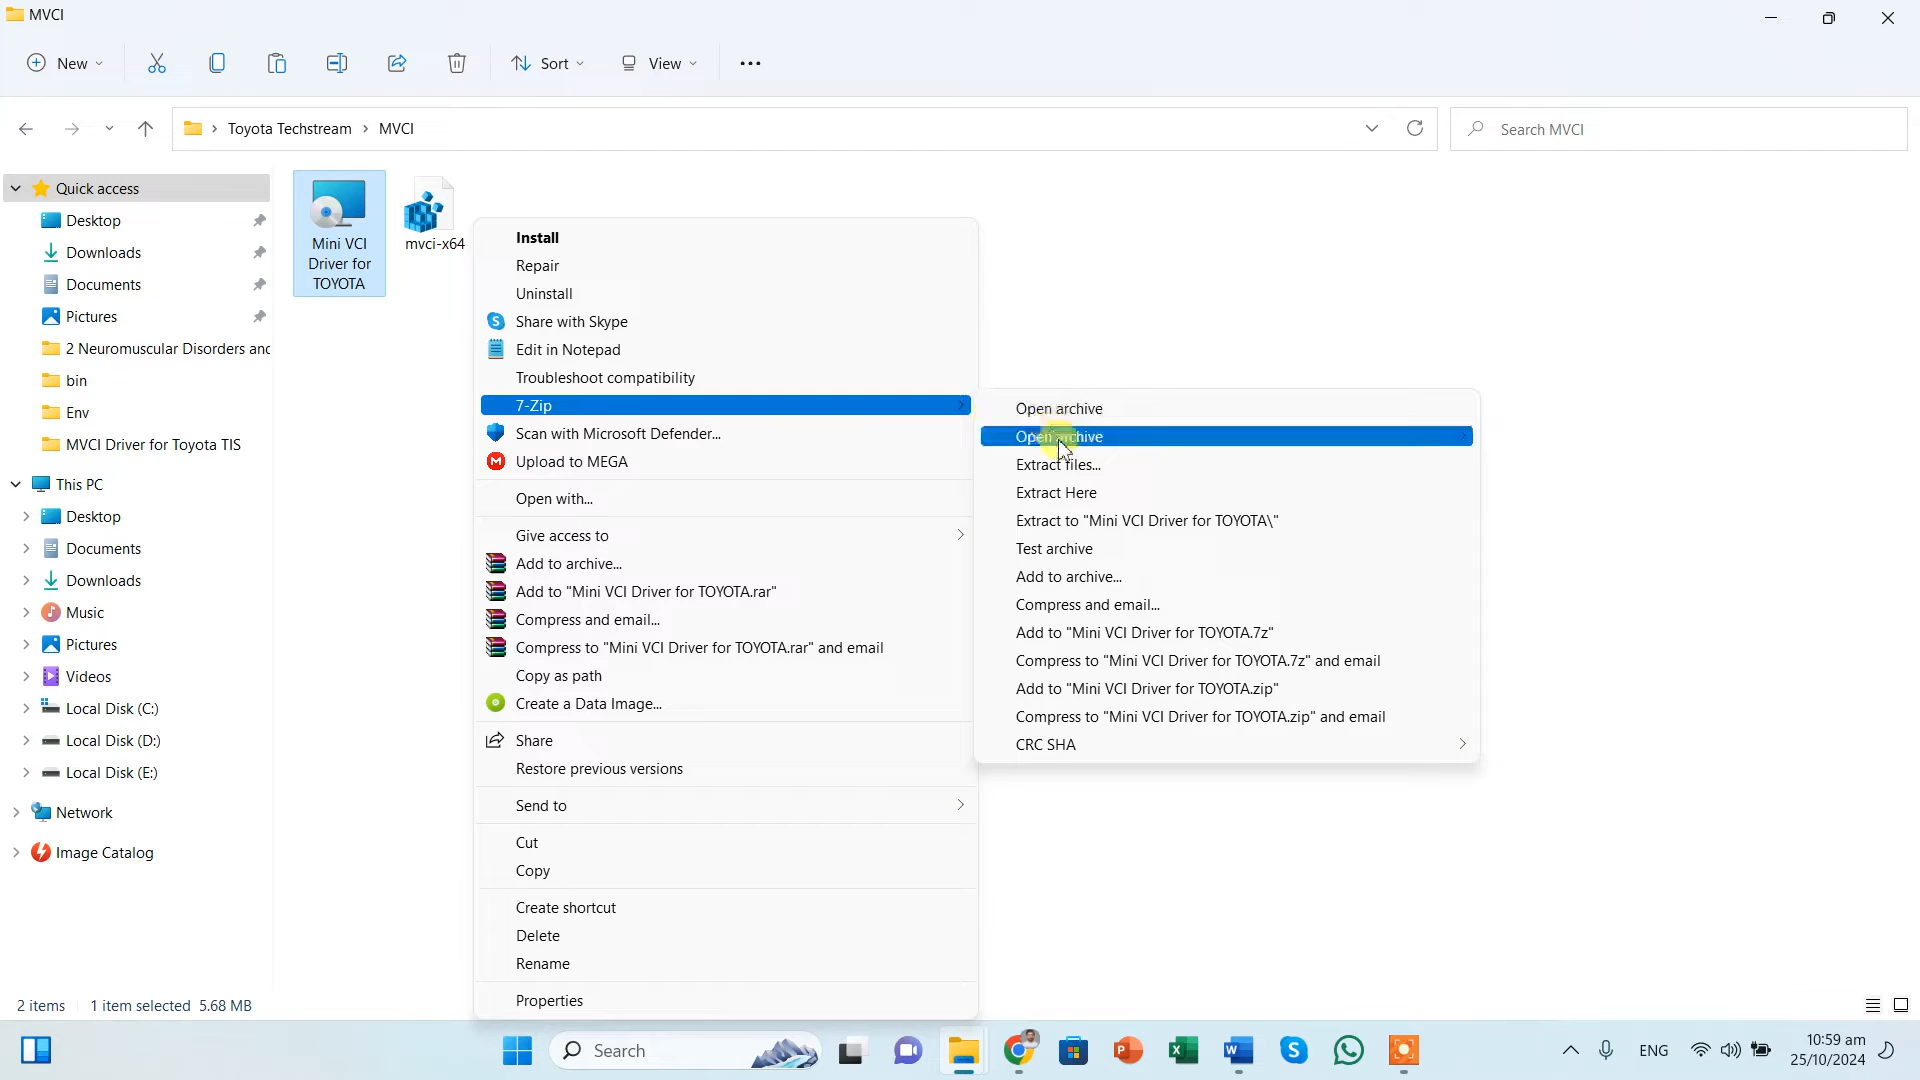 MVCI
New
Sort
View
Toyota Techstream
MVCI
Search MVCI
Quick access
Desktop
Downloads
Documents
Pictures
2 Neuromuscular Disorders and
bin
Env
MVCI Driver for Toyota TIS
This PC
Desktop
Documents
Downloads
Music
Pictures
Videos
Local Disk (C:)
Local Disk (D:)
Local Disk (E:)
Network
Image Catalog
Mini VCI
Driver for
TOYOTA
mvci-x64
Install
Repair
Uninstall
Share with Skype
Edit in Notepad
Troubleshoot compatibility
7-Zip
Scan with Microsoft Defender...
Upload to MEGA
Open with...
Give access to
Add to archive...
Add to "Mini VCI Driver for TOYOTA.rar"
Compress and email...
Compress to "Mini VCI Driver for TOYOTA.rar" and email
Copy as path
Create a Data Image...
Share
Restore previous versions
Send to
Cut
Copy
Create shortcut
Delete
Rename
Properties
Open archive
Open archive
Extract files...
Extract Here
Extract to "Mini VCI Driver for TOYOTA\"
Test archive
Add to archive...
Compress and email...
Add to "Mini VCI Driver for TOYOTA.7z"
Compress to "Mini VCI Driver for TOYOTA.7z" and email
Add to "Mini VCI Driver for TOYOTA.zip"
Compress to "Mini VCI Driver for TOYOTA.zip" and email
CRC SHA
2 items
1 item selected 5.68 MB
Search
ENG
10:59 am
25/10/2024